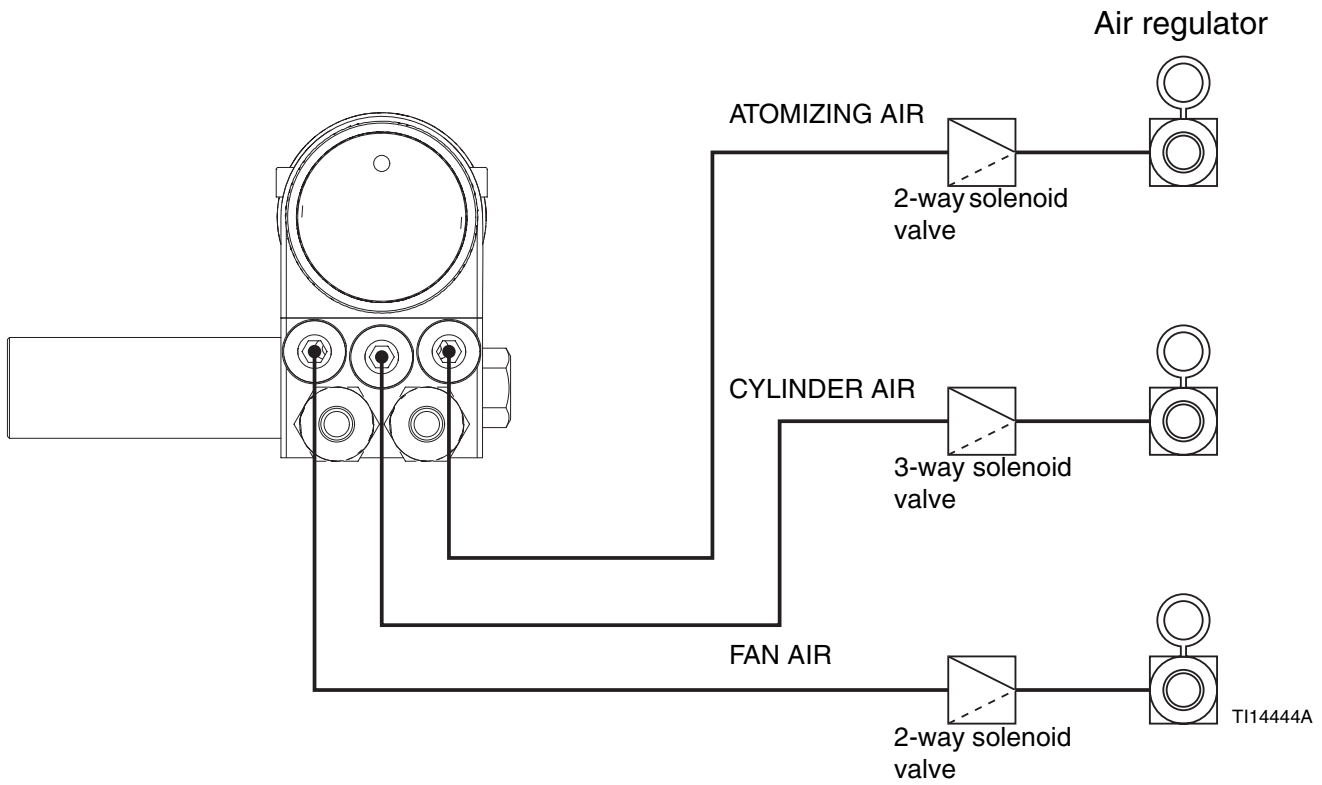 Air regulator
ATOMIZING AIR
2-way solenoid
valve
CYLINDER AIR
3-way solenoid
valve
FAN AIR
TI14444A
2-way solenoid
valve